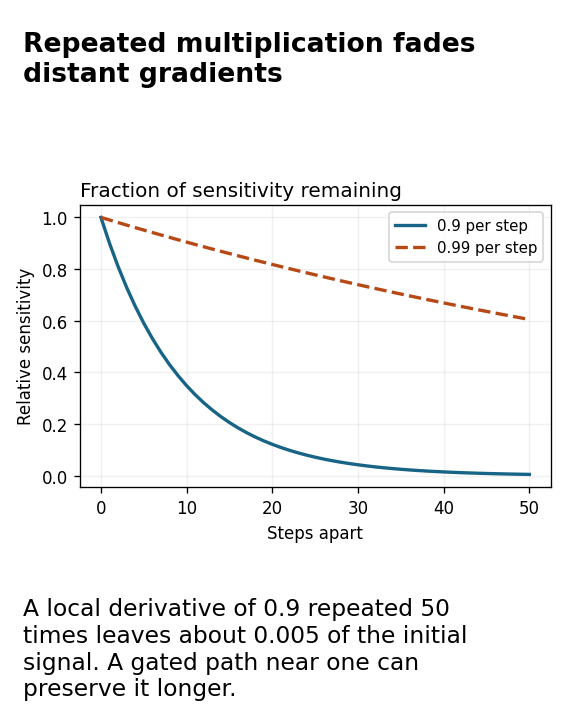 Repeated multiplication fades
distant gradients
Fraction of sensitivity remaining
1.0
0.8
0.6
0.4
0.2
0.0
Relative sensitivity
0.9 per step
0.99 per step
0 10 20 30 40 50
Steps apart
A local derivative of 0.9 repeated 50
times leaves about 0.005 of the initial
signal. A gated path near one can
preserve it longer.